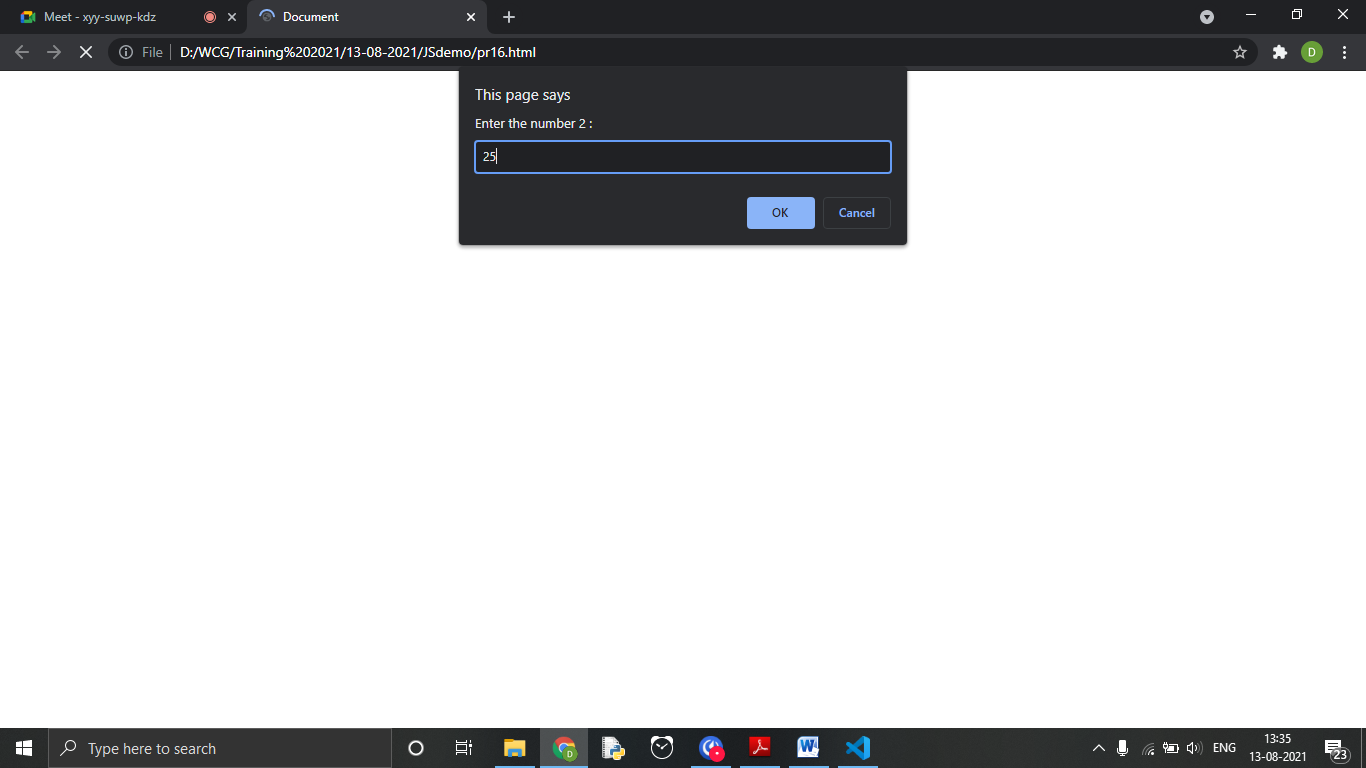 Meet - xyy-suwp-kdz
Document
File
D:/WCG/Training%202021/13-08-2021/JSdemo/pr16.html
D
This page says
Enter the number 2 :
25
OK
Cancel
Type here to search
D
W
ENG
13:35
13-08-2021
23